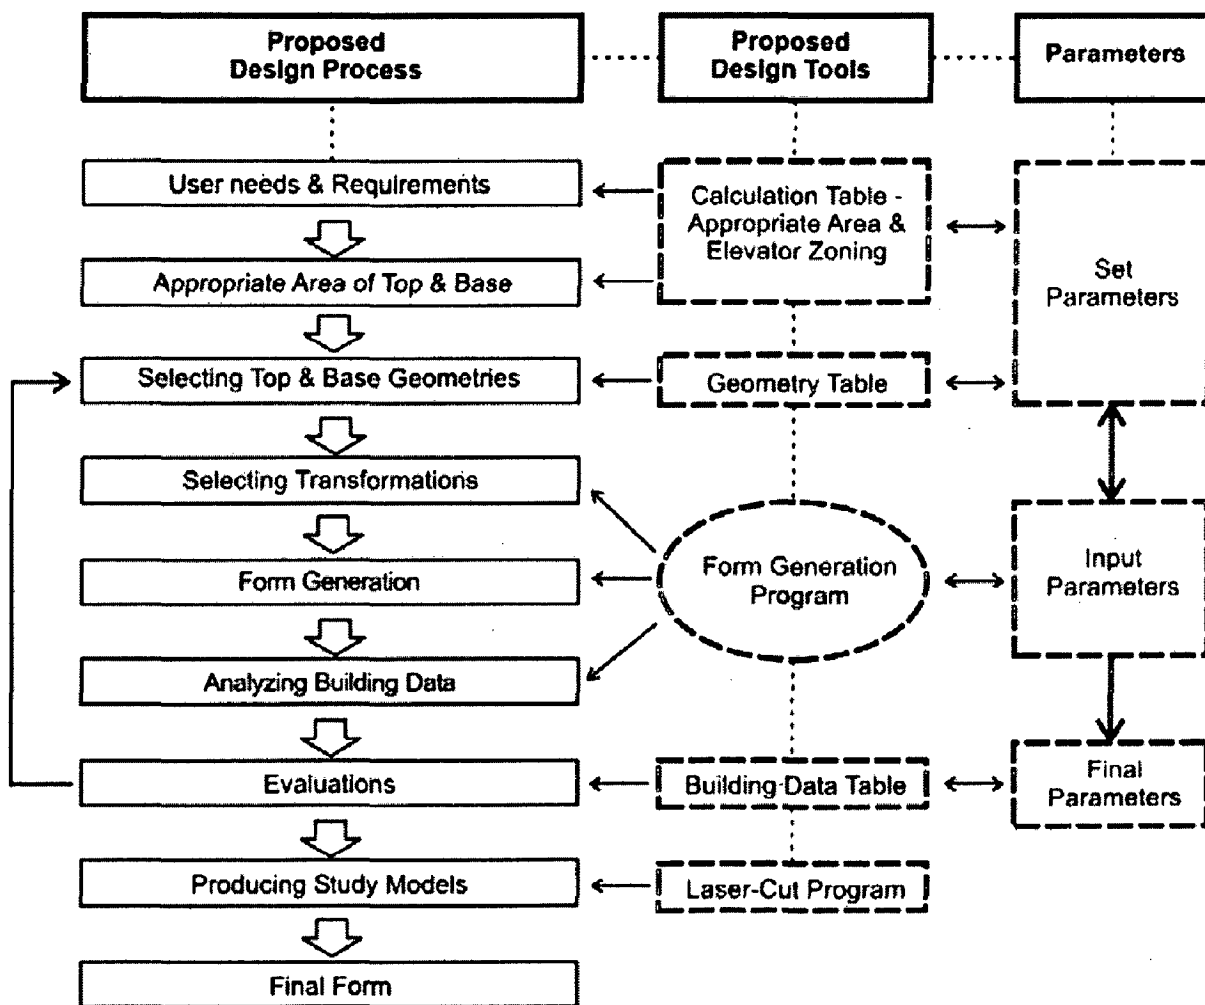 Proposed
Design Process
Proposed
Design Tools
Parameters
User needs & Requirements
Calculation Table -
Appropriate Area &
Elevator Zoning
Set
Parameters
Appropriate Area of Top & Base
Selecting Top & Base Geometries
Geometry Table
Selecting Transformations
Form Generation
Form Generation
Program
Input
Parameters
Analyzing Building Data
Evaluations
Building-Data Table
Final
Parameters
Producing Study Models
Laser-Cut Program
Final Form